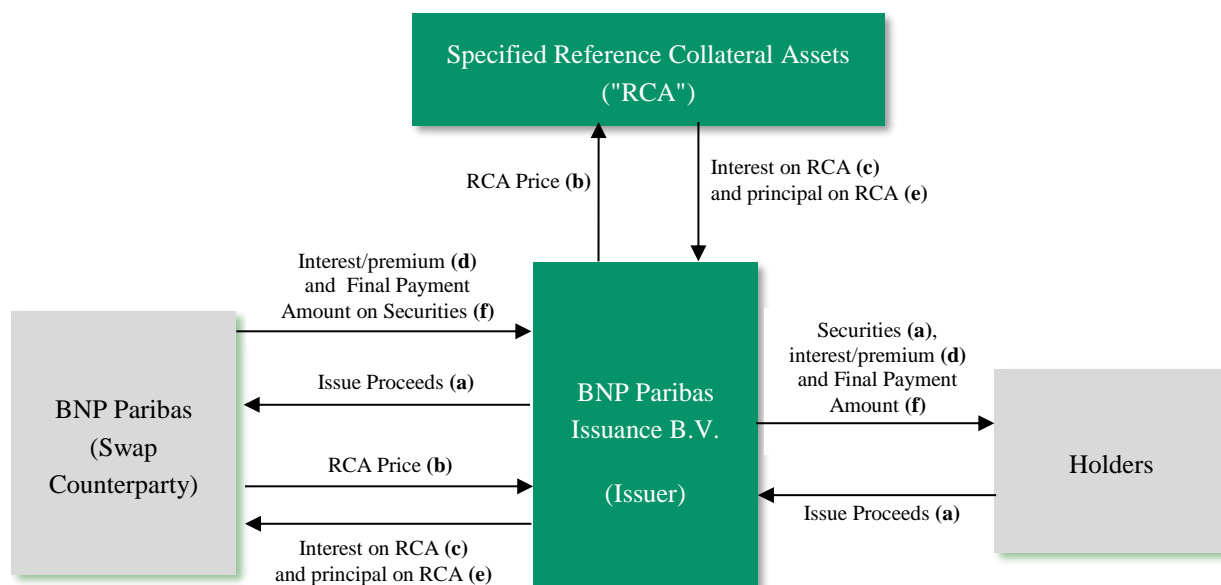 Specified Reference Collateral Assets
("RCA")
RCA Price (b)
Interest on RCA (c)
and principal on RCA (e)
Interest/premium (d)
and Final Payment
Amount on Securities (f)
Issue Proceeds (a)
BNP Paribas
(Swap
Counterparty)
RCA Price (b)
Interest on RCA (c)
and principal on RCA (e)
BNP Paribas
Issuance B.V.
(Issuer)
Securities (a),
interest/premium (d)
and Final Payment
Amount (f)
Issue Proceeds (a)
Holders